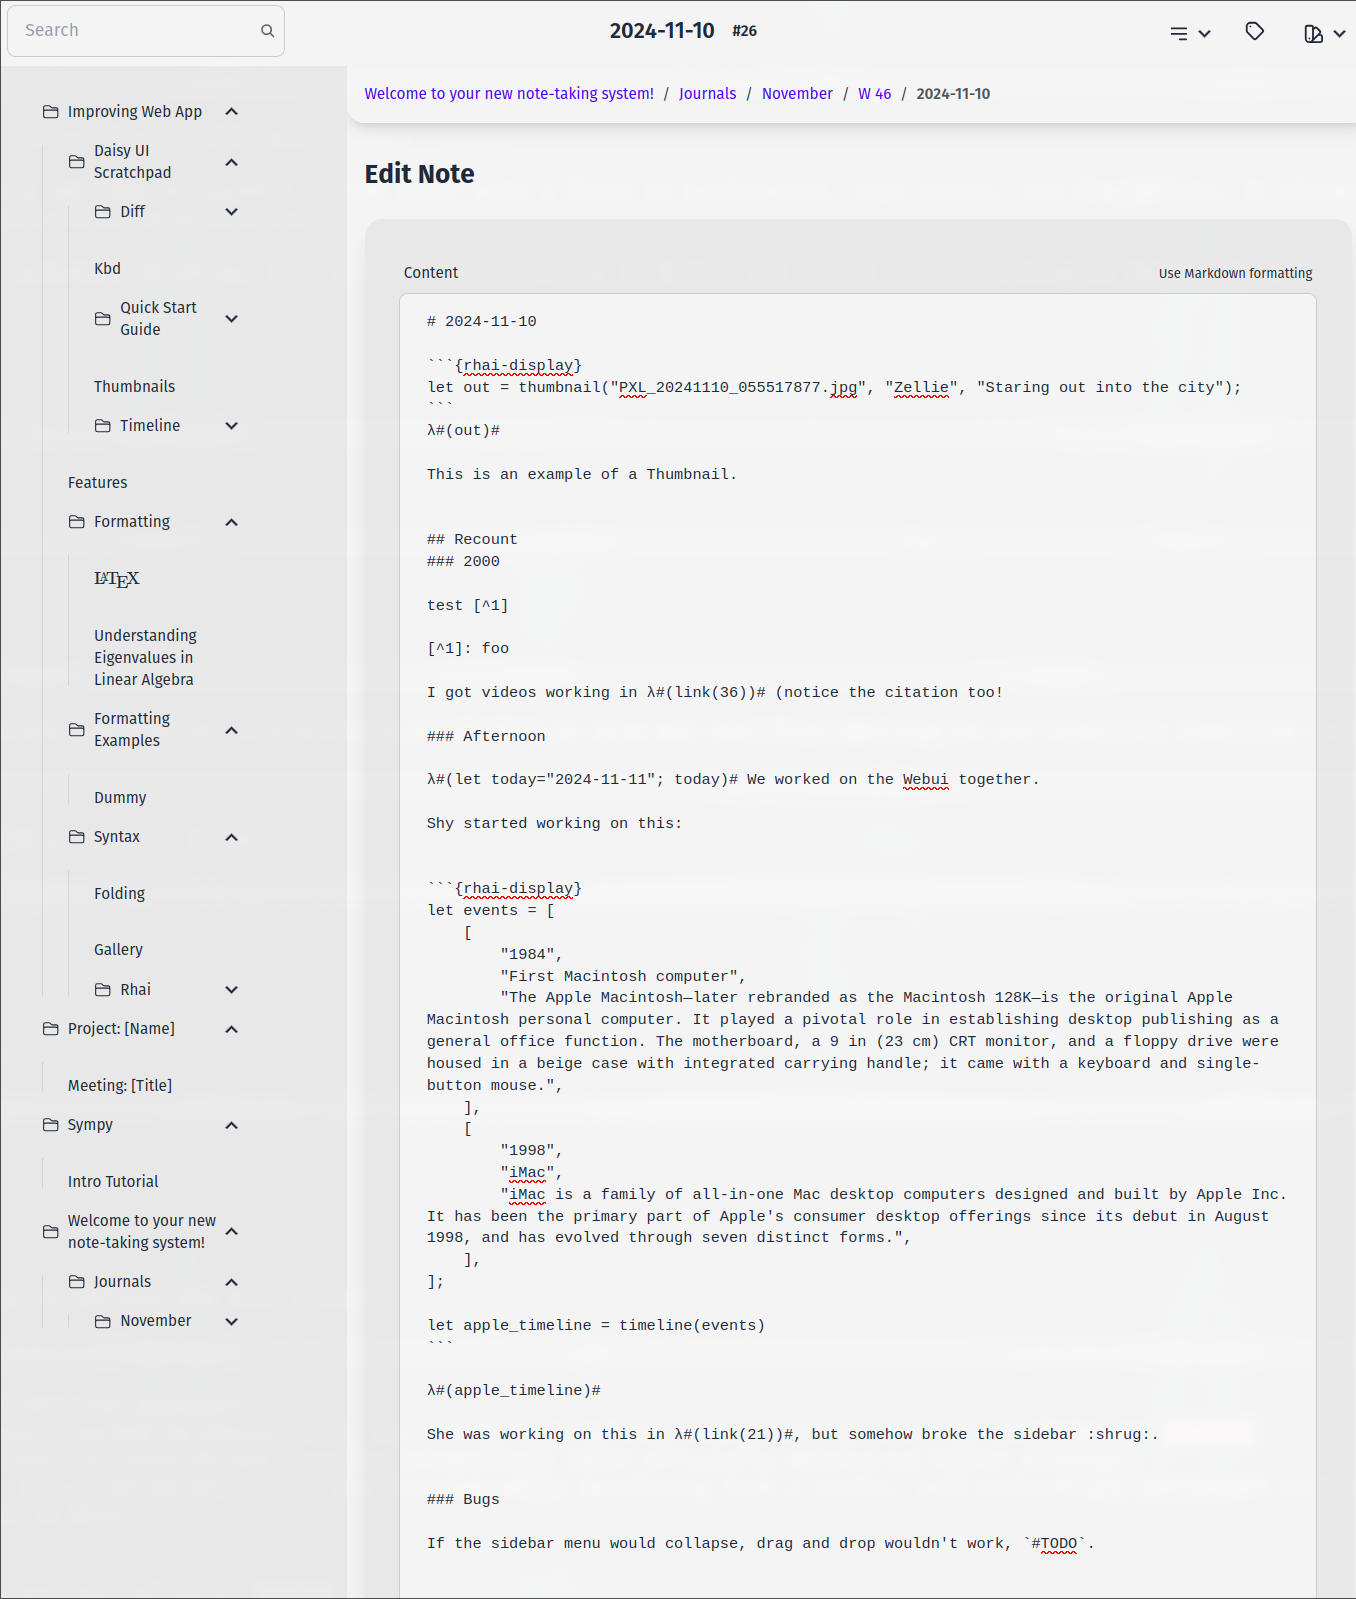 Search
2024-11-10 #26
Welcome to your new note-taking system! / Journals / November / W 46 / 2024-11-10
Improving Web App
Daisy UI
Scratchpad
Diff
Kbd
Quick Start
Guide
Thumbnails
Timeline
Features
Formatting
LATEX
Understanding
Eigenvalues in
Linear Algebra
Formatting
Examples
Dummy
Syntax
Folding
Gallery
Rhai
Project: [Name]
Meeting: [Title]
Sympy
Intro Tutorial
Welcome to your new
note-taking system!
Journals
November
Edit Note
Content
Use Markdown formatting
# 2024-11-10
```{rhai-display}
let out = thumbnail("PXL_20241110_055517877.jpg", "Zellie", "Staring out into the city");
```
λ#(out)#
This is an example of a Thumbnail.
## Recount
### 2000
test [^1]
[^1]: foo
I got videos working in λ#(link(36))# (notice the citation too!
### Afternoon
λ#(let today="2024-11-11"; today)# We worked on the Webui together.
Shy started working on this:
```{rhai-display}
let events = [
[
"1984",
"First Macintosh computer",
"The Apple Macintosh—later rebranded as the Macintosh 128K—is the original Apple
Macintosh personal computer. It played a pivotal role in establishing desktop publishing as a
general office function. The motherboard, a 9 in (23 cm) CRT monitor, and a floppy drive were
housed in a beige case with integrated carrying handle; it came with a keyboard and single-
button mouse.",
],
[
"1998",
"iMac",
"iMac is a family of all-in-one Mac desktop computers designed and built by Apple Inc.
It has been the primary part of Apple's consumer desktop offerings since its debut in August
1998, and has evolved through seven distinct forms.",
],
];
let apple_timeline = timeline(events)
```
λ#(apple_timeline)#
She was working on this in λ#(link(21))#, but somehow broke the sidebar :shrug:.
### Bugs
If the sidebar menu would collapse, drag and drop wouldn't work, `#TODO`.